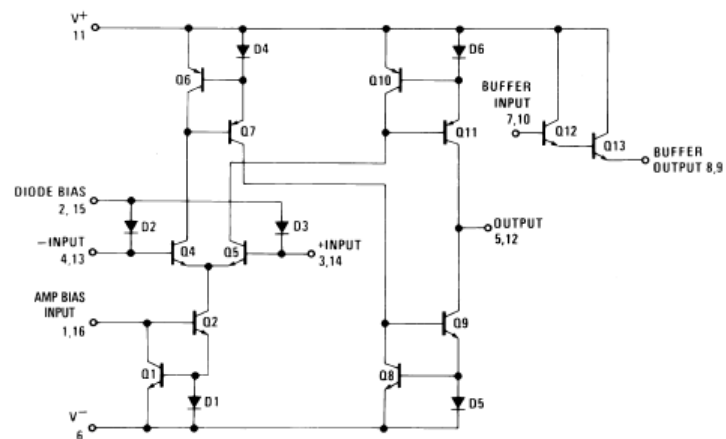 V+
11
D4
D6
Q6
Q10
BUFFER
INPUT
7,10
Q7
Q11
Q12
Q13
BUFFER
OUTPUT 8,9
DIODE BIAS
2, 15
D2
D3
OUTPUT
5,12
–INPUT
4,13
Q4
Q5
+INPUT
3,14
AMP BIAS
INPUT
1,16
Q2
Q9
Q1
Q8
D1
D5
V–
6